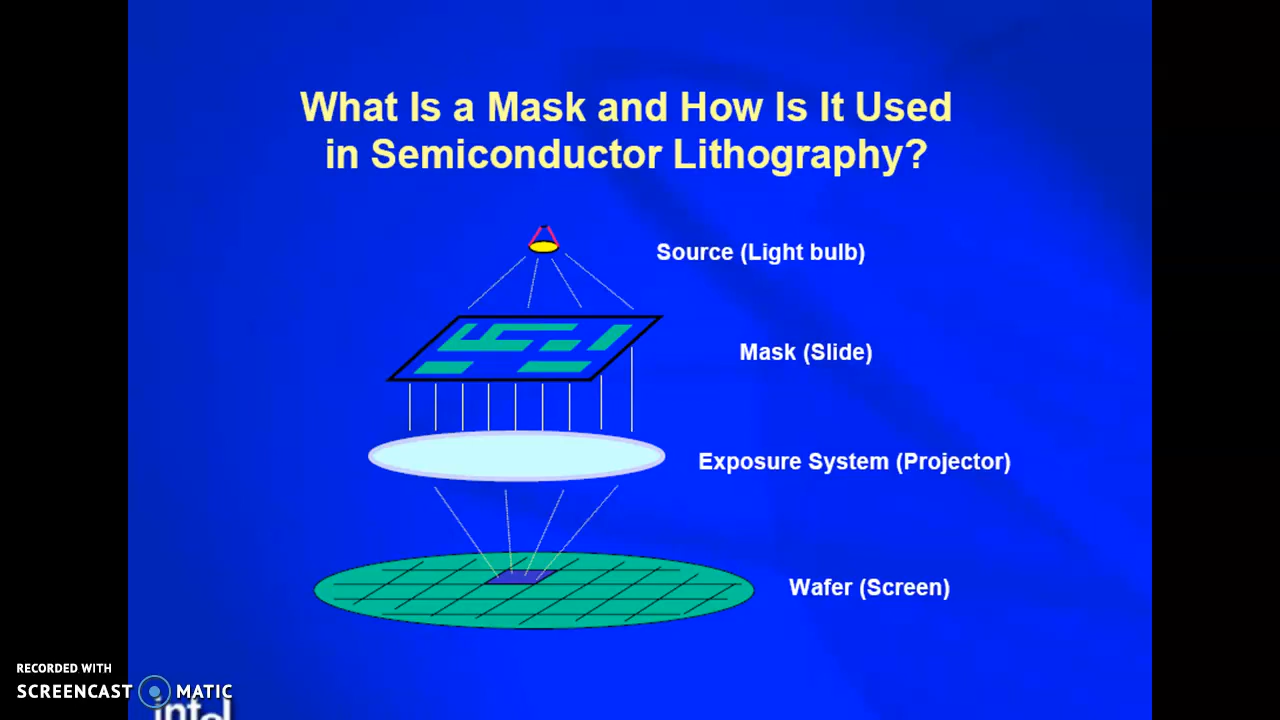 What Is a Mask and How Is It Used
in Semiconductor Lithography?
Source (Light bulb)
Mask (Slide)
Exposure System (Projector)
Wafer (Screen)
RECORDED WITH
SCREENCAST MATIC
intel